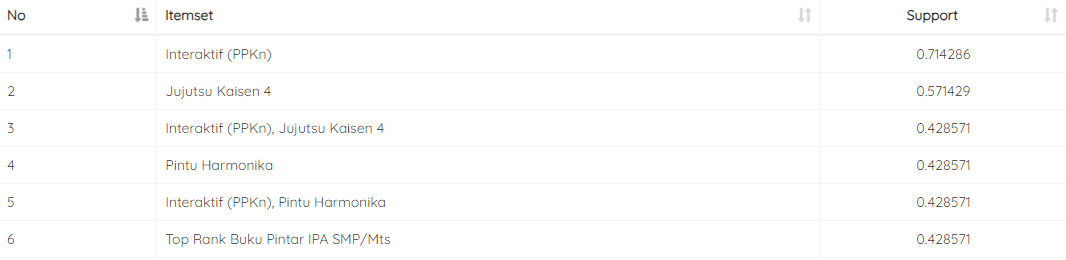 No Itemset Support
1 Interaktif (PPKn) 0.714286
2 Jujutsu Kaisen 4 0.571429
3 Interaktif (PPKn), Jujutsu Kaisen 4 0.428571
4 Pintu Harmonika 0.428571
5 Interaktif (PPKn), Pintu Harmonika 0.428571
6 Top Rank Buku Pintar IPA SMP/Mts 0.428571